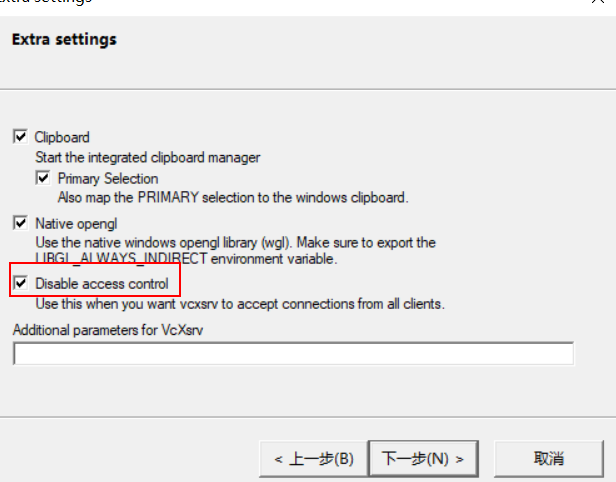 Extra settings
Clipboard
Start the integrated clipboard manager
Primary Selection
Also map the PRIMARY selection to the windows clipboard.
Native opengl
Use the native windows opengl library (wgl). Make sure to export the
LIBGL_ALWAYS_INDIRECT environment variable.
Disable access control
Use this when you want vcxsrv to accept connections from all clients.
Additional parameters for VcXsrv
< 上一步(B) 下一步(N) > 取消